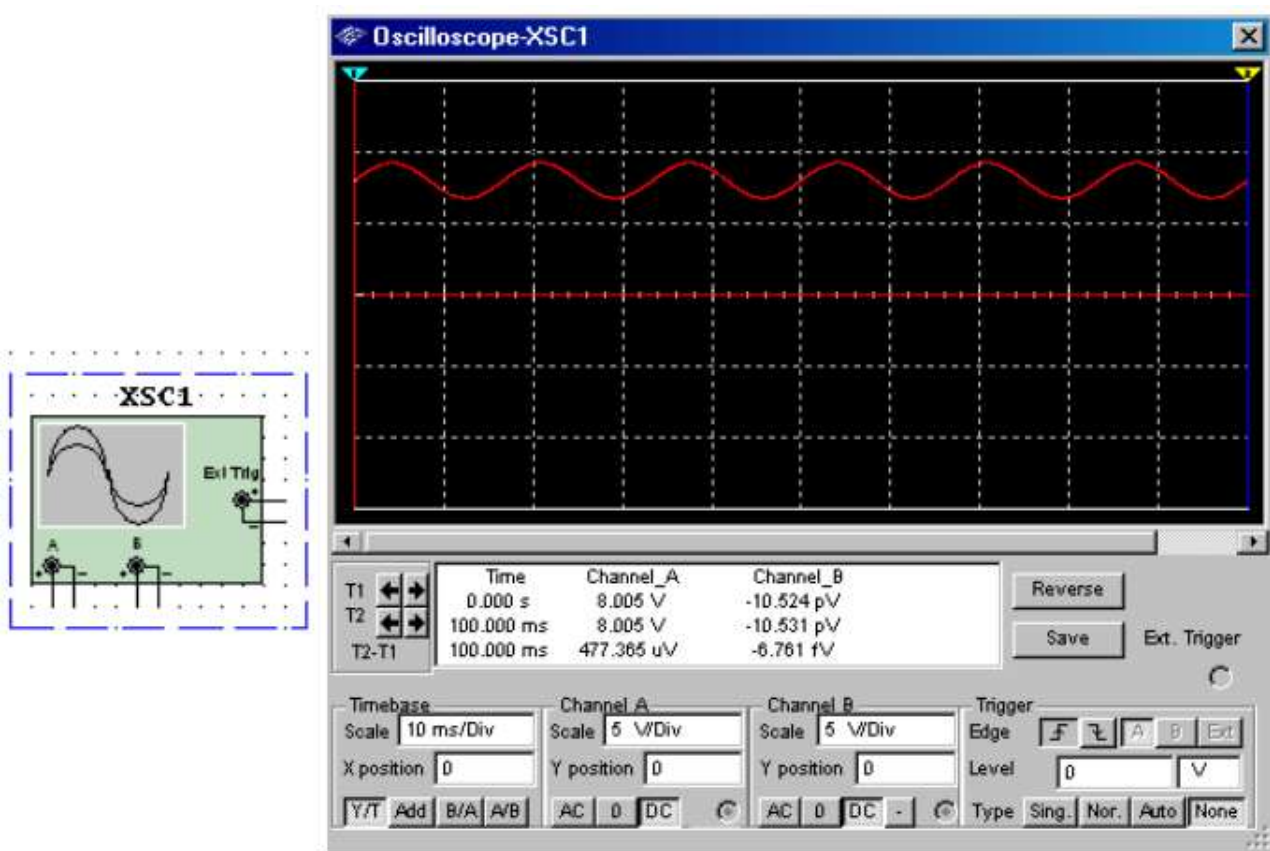 Oscilloscope-XSC1
XSC1
Ext Trig
+
-
A B
+ - + -
Time Channel_A Channel_B
T1 0.000 s 8.005 V -10.524 pV
T2 100.000 ms 8.005 V -10.531 pV
T2-T1 100.000 ms 477.365 uV -6.761 fV
Reverse
Save
Ext. Trigger
Timebase
Scale 10 ms/Div
X position 0
Y/T Add B/A A/B
Channel A
Scale 5 V/Div
Y position 0
AC 0 DC
Channel B
Scale 5 V/Div
Y position 0
AC 0 DC -
Trigger
Edge A B Ext
Level 0 V
Type Sing. Nor. Auto None